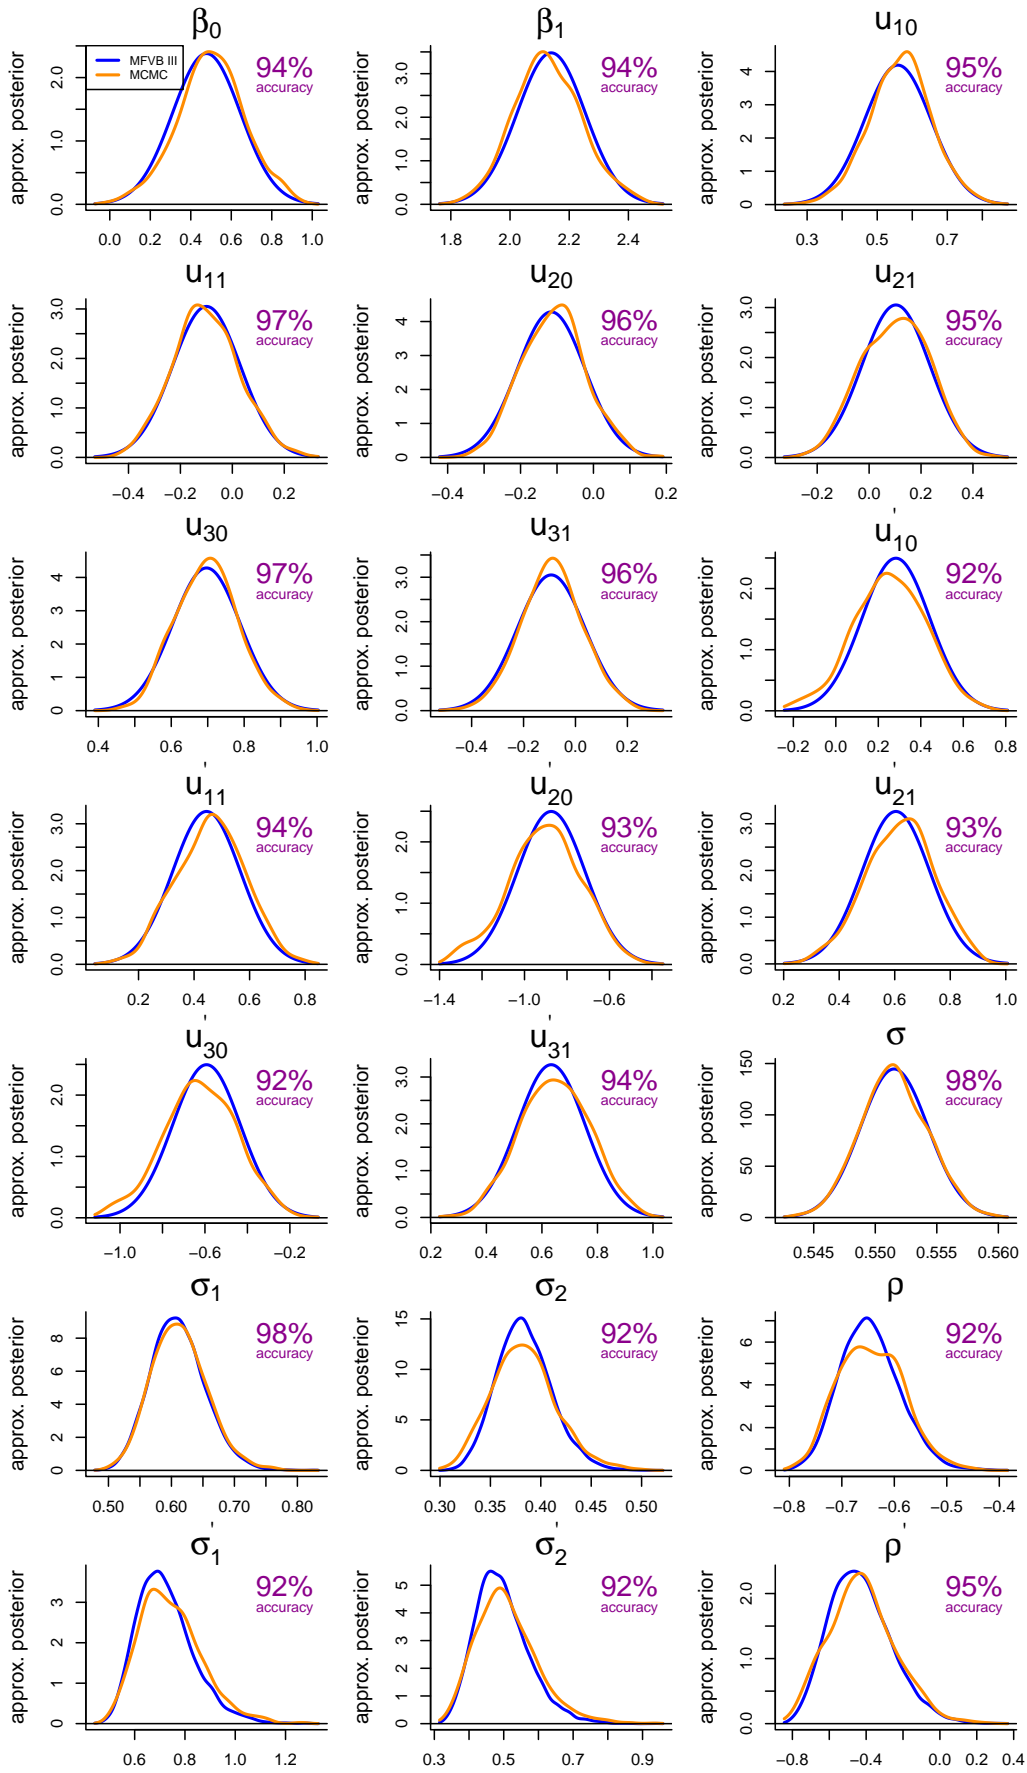 β0 β1 u10
approx. posterior
0.0 1.0 2.0
MFVB III
MCMC
94%
accuracy
0.0 0.2 0.4 0.6 0.8 1.0
approx. posterior
0.0 1.0 2.0 3.0
94%
accuracy
1.8 2.0 2.2 2.4
approx. posterior
0 1 2 3 4
95%
accuracy
0.3 0.5 0.7
u11 u20 u21
approx. posterior
0.0 1.0 2.0 3.0
97%
accuracy
−0.4 −0.2 0.0 0.2
approx. posterior
0 1 2 3 4
96%
accuracy
−0.4 −0.2 0.0 0.2
approx. posterior
0.0 1.0 2.0 3.0
95%
accuracy
−0.2 0.0 0.2 0.4
u30 u31 u'10
approx. posterior
0 1 2 3 4
97%
accuracy
0.4 0.6 0.8 1.0
approx. posterior
0.0 1.0 2.0 3.0
96%
accuracy
−0.4 −0.2 0.0 0.2
approx. posterior
0.0 1.0 2.0
92%
accuracy
−0.2 0.0 0.2 0.4 0.6 0.8
u'11 u'20 u'21
approx. posterior
0.0 1.0 2.0 3.0
94%
accuracy
0.2 0.4 0.6 0.8
approx. posterior
0.0 1.0 2.0
93%
accuracy
−1.4 −1.0 −0.6
approx. posterior
0.0 1.0 2.0 3.0
93%
accuracy
0.2 0.4 0.6 0.8 1.0
u'30 u'31 σ
approx. posterior
0.0 1.0 2.0
92%
accuracy
−1.0 −0.6 −0.2
approx. posterior
0.0 1.0 2.0 3.0
94%
accuracy
0.2 0.4 0.6 0.8 1.0
approx. posterior
0 50 100 150
98%
accuracy
0.545 0.550 0.555 0.560
σ1 σ2 ρ
approx. posterior
0 2 4 6 8
98%
accuracy
0.50 0.60 0.70 0.80
approx. posterior
0 5 10 15
92%
accuracy
0.30 0.35 0.40 0.45 0.50
approx. posterior
0 2 4 6
92%
accuracy
−0.8 −0.7 −0.6 −0.5 −0.4
σ'1 σ'2 ρ'
approx. posterior
0 1 2 3
92%
accuracy
0.6 0.8 1.0 1.2
approx. posterior
0 1 2 3 4 5
92%
accuracy
0.3 0.5 0.7 0.9
approx. posterior
0.0 1.0 2.0
95%
accuracy
−0.8 −0.4 0.0 0.2 0.4